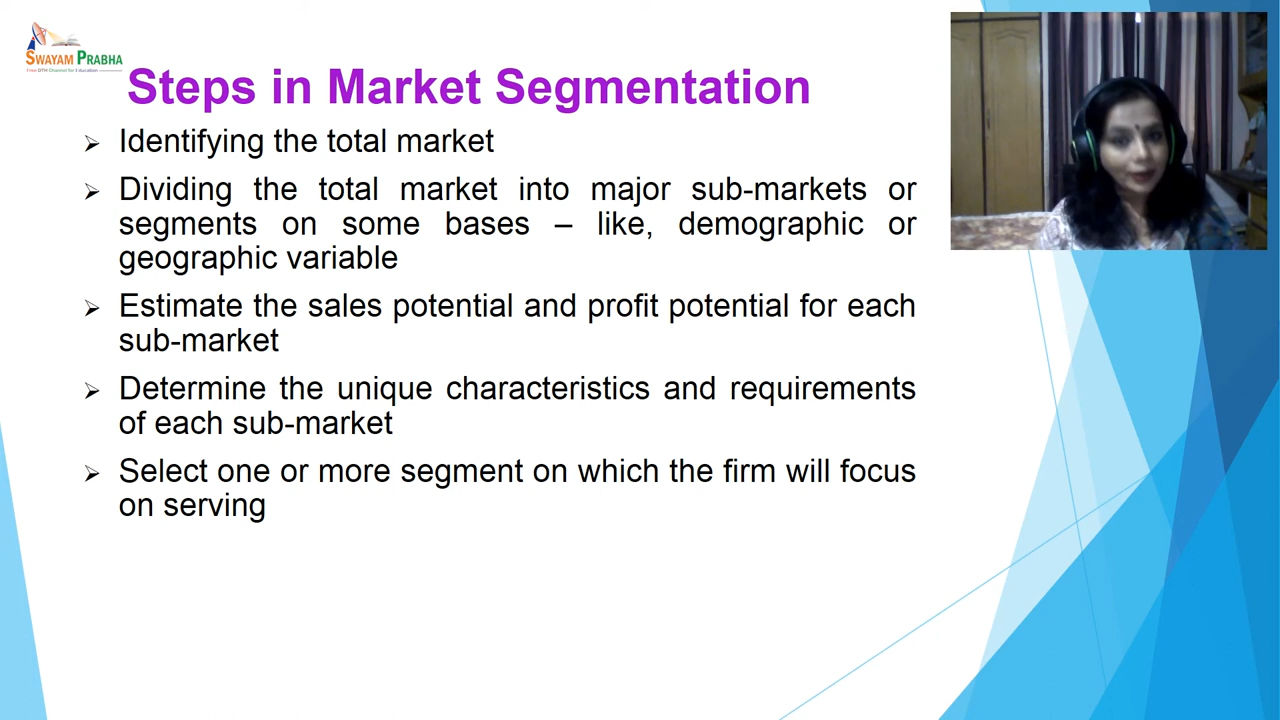 SWAYAM PRABHA
Steps in Market Segmentation
Identifying the total market
Dividing the total market into major sub-markets or
segments on some bases – like, demographic or
geographic variable
Estimate the sales potential and profit potential for each
sub-market
Determine the unique characteristics and requirements
of each sub-market
Select one or more segment on which the firm will focus
on serving